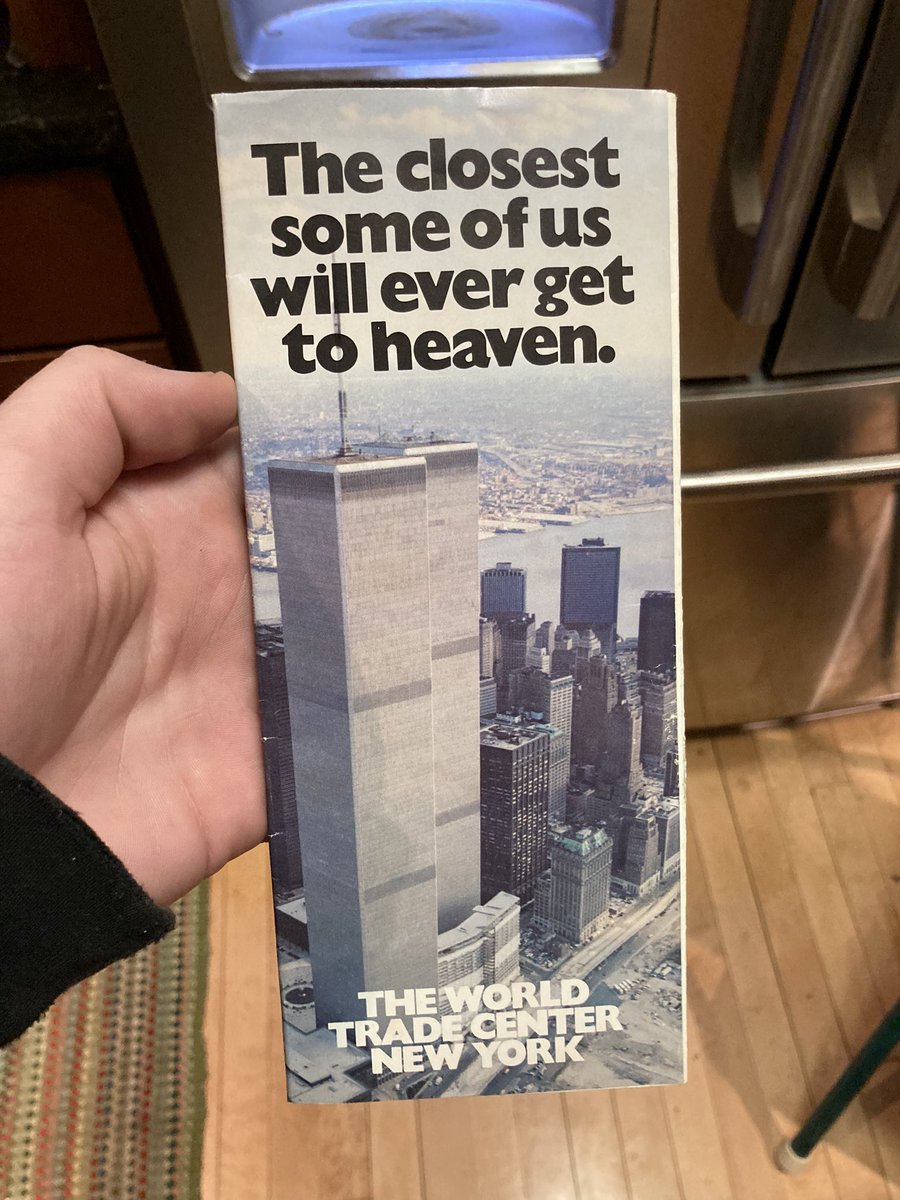 The closest
some of us
will ever get
to heaven.
THE WORLD
TRADE CENTER
NEW YORK